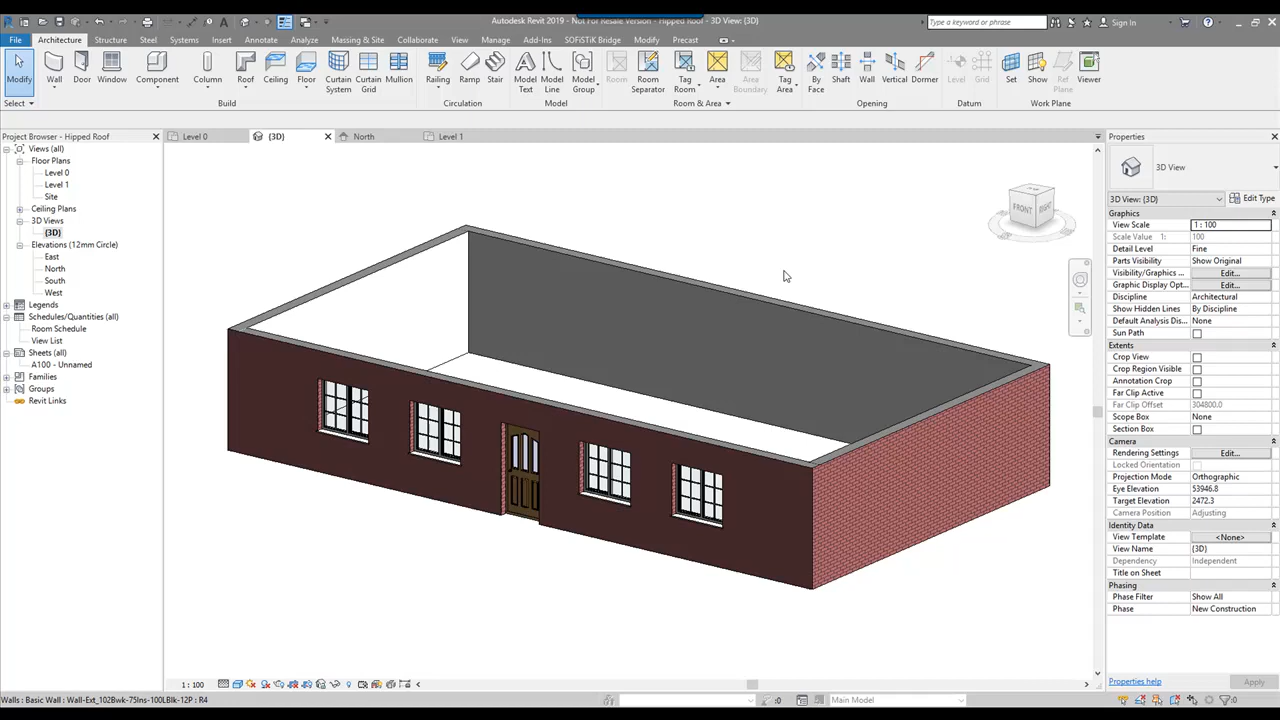 Autodesk Revit 2019 - Not For Resale Version - Hipped Roof - 3D View: {3D}
Type a keyword or phrase
Sign In
File Architecture Structure Steel Systems Insert Annotate Analyze Massing & Site Collaborate View Manage Add-Ins SOFiSTiK Bridge Modify Precast
Modify Wall Door Window Component Column Roof Ceiling Floor Curtain System Curtain Grid Mullion Railing Ramp Stair Model Text Model Line Model Group Room Room Separator Tag Room Area Area Boundary Tag Area By Face Shaft Wall Vertical Dormer Level Grid Set Show Ref Plane Viewer
Select Build Circulation Model Room & Area Opening Datum Work Plane
Project Browser - Hipped Roof
Views (all)
Floor Plans
Level 0
Level 1
Site
Ceiling Plans
3D Views
{3D}
Elevations (12mm Circle)
East
North
South
West
Legends
Schedules/Quantities (all)
Room Schedule
View List
Sheets (all)
A100 - Unnamed
Families
Groups
Revit Links
Level 0 {3D} North Level 1
FRONT RIGHT
Properties
3D View
3D View: {3D} Edit Type
Graphics
View Scale 1 : 100
Scale Value 1: 100
Detail Level Fine
Parts Visibility Show Original
Visibility/Graphics ... Edit...
Graphic Display Opt... Edit...
Discipline Architectural
Show Hidden Lines By Discipline
Default Analysis Dis... None
Sun Path
Extents
Crop View
Crop Region Visible
Annotation Crop
Far Clip Active
Far Clip Offset 304800.0
Scope Box None
Section Box
Camera
Rendering Settings Edit...
Locked Orientation
Projection Mode Orthographic
Eye Elevation 53946.8
Target Elevation 2472.3
Camera Position Adjusting
Identity Data
View Template <None>
View Name {3D}
Dependency Independent
Title on Sheet
Phasing
Phase Filter Show All
Phase New Construction
Properties help Apply
1 : 100
Walls : Basic Wall : Wall-Ext_102Bwk-75Ins-100LBlk-12P : R4
:0 Main Model :0